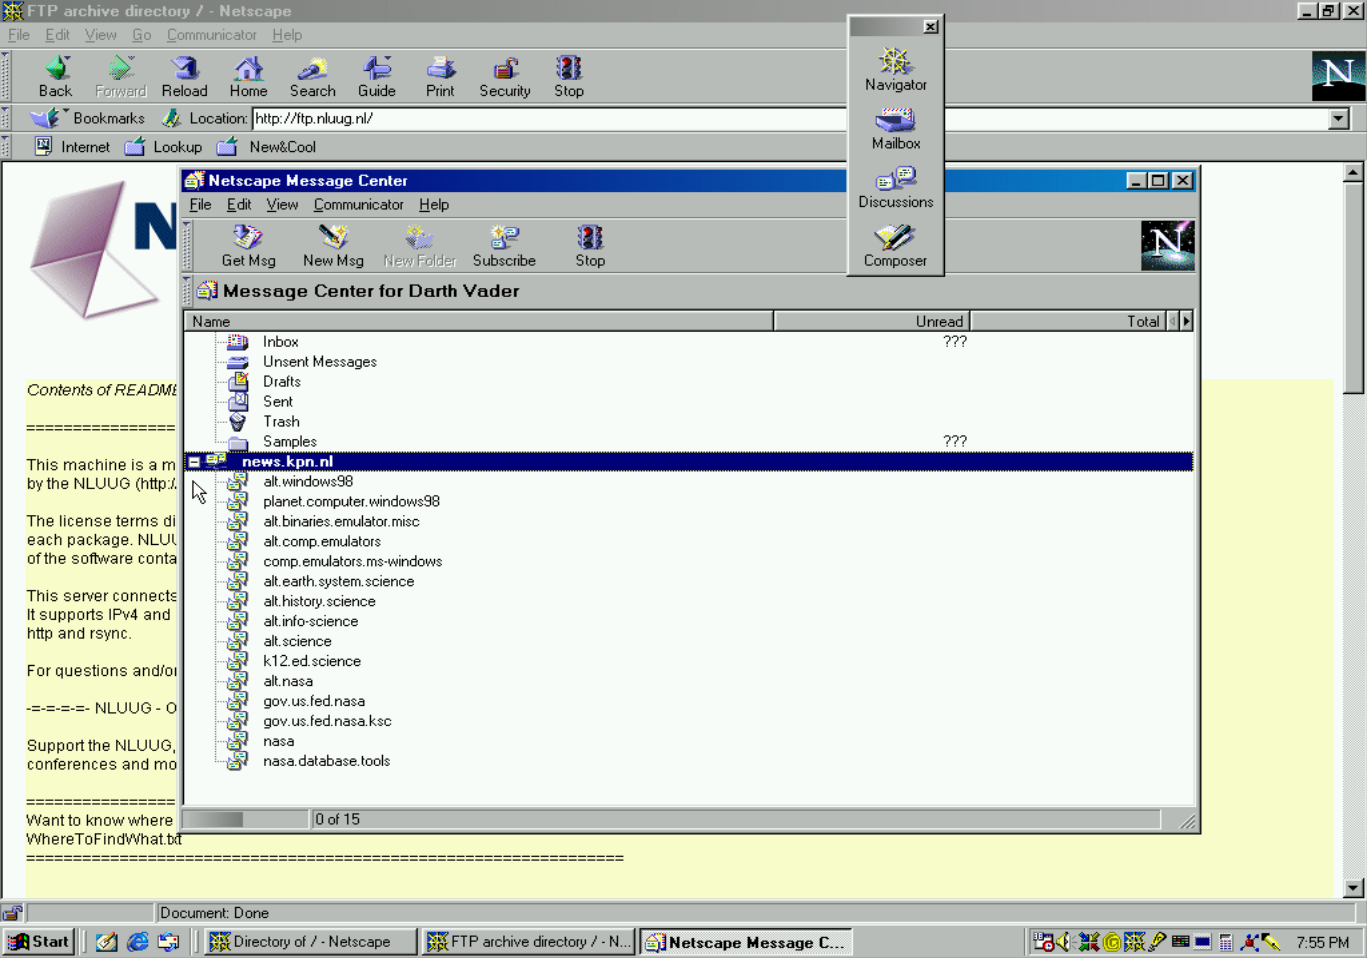 FTP archive directory / - Netscape
File Edit View Go Communicator Help
Back Forward Reload Home Search Guide Print Security Stop
N
Bookmarks Location: http://ftp.nluug.nl/
Internet Lookup New&Cool
Navigator
Mailbox
Discussions
Composer
N
Netscape Message Center
File Edit View Communicator Help
Get Msg New Msg New Folder Subscribe Stop
N
Message Center for Darth Vader
Name Unread Total
Inbox ???
Unsent Messages
Drafts
Sent
Trash
Samples ???
news.kpn.nl
alt.windows98
planet.computer.windows98
alt.binaries.emulator.misc
alt.comp.emulators
comp.emulators.ms-windows
alt.earth.system.science
alt.history.science
alt.info-science
alt.science
k12.ed.science
alt.nasa
gov.us.fed.nasa
gov.us.fed.nasa.ksc
nasa
nasa.database.tools
0 of 15
Contents of README
================
This machine is a m
by the NLUUG (http:/
The license terms di
each package. NLUU
of the software conta
This server connects
It supports IPv4 and
http and rsync.
For questions and/or
-=-=-=-=- NLUUG - O
Support the NLUUG,
conferences and mo
================
Want to know where
WhereToFindWhat.txt
================================================================
Document: Done
Start Directory of / - Netscape FTP archive directory / - N... Netscape Message C... 7:55 PM